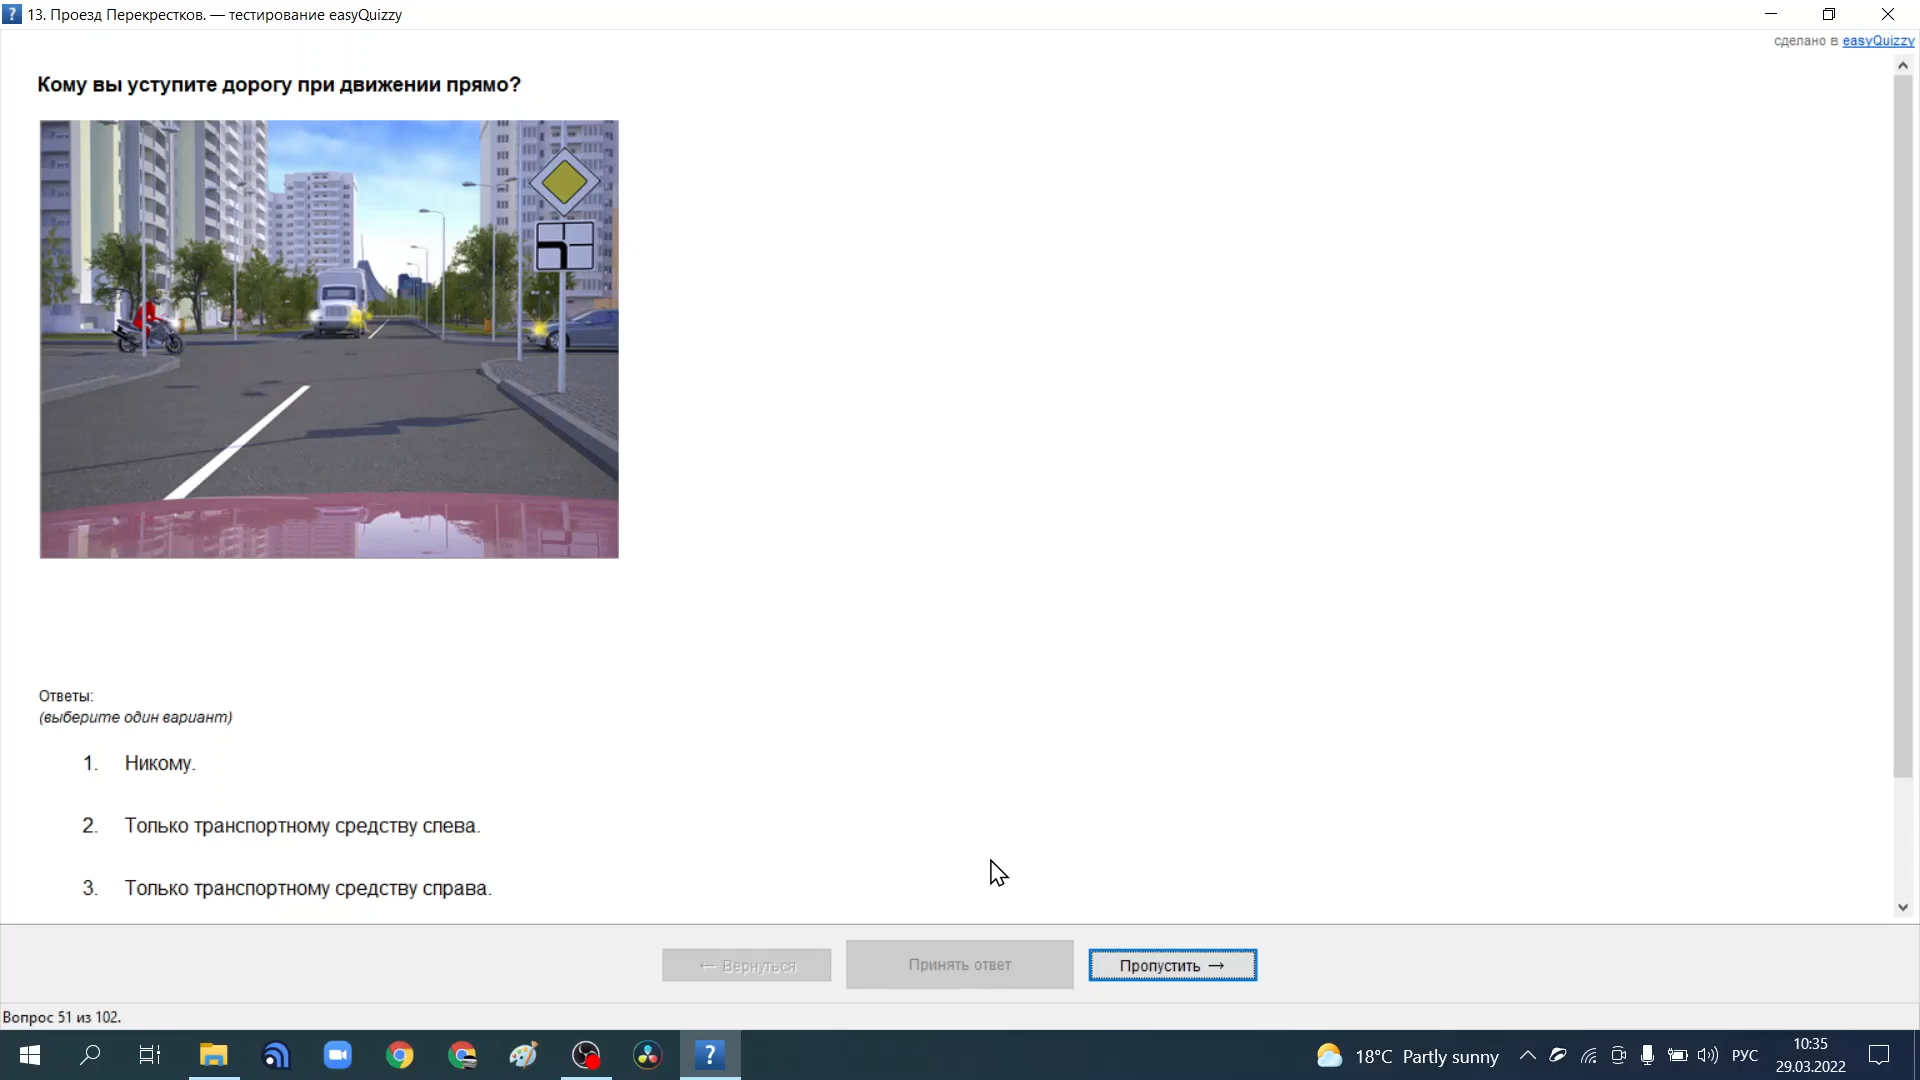 13. Проезд Перекрестков. — тестирование easyQuizzy
сделано в easyQuizzy
Кому вы уступите дорогу при движении прямо?
Ответы:
(выберите один вариант)
1. Никому.
2. Только транспортному средству слева.
3. Только транспортному средству справа.
← Вернуться
Принять ответ
Пропустить →
Вопрос 51 из 102.
18°C Partly sunny
РУС
10:35
29.03.2022